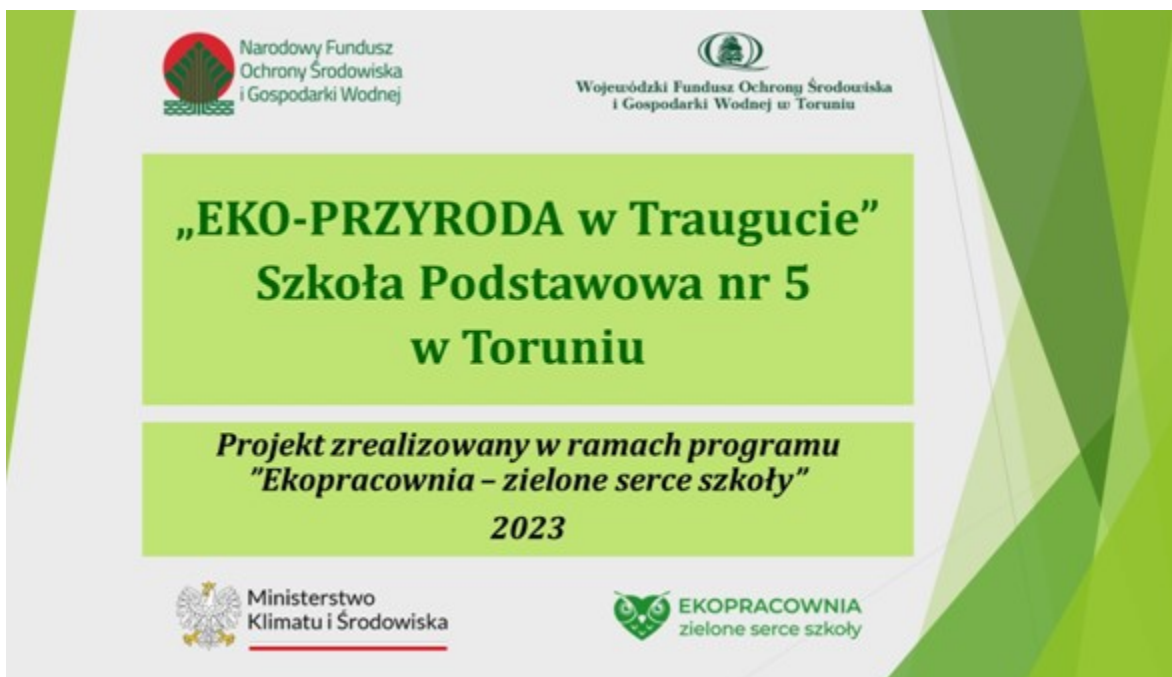 Narodowy Fundusz
Ochrony Środowiska
i Gospodarki Wodnej
Wojewódzki Fundusz Ochrony Środowiska
i Gospodarki Wodnej w Toruniu
„EKO-PRZYRODA w Traugucie”
Szkoła Podstawowa nr 5
w Toruniu
Projekt zrealizowany w ramach programu
”Ekopracownia – zielone serce szkoły”
2023
Ministerstwo
Klimatu i Środowiska
EKOPRACOWNIA
zielone serce szkoły